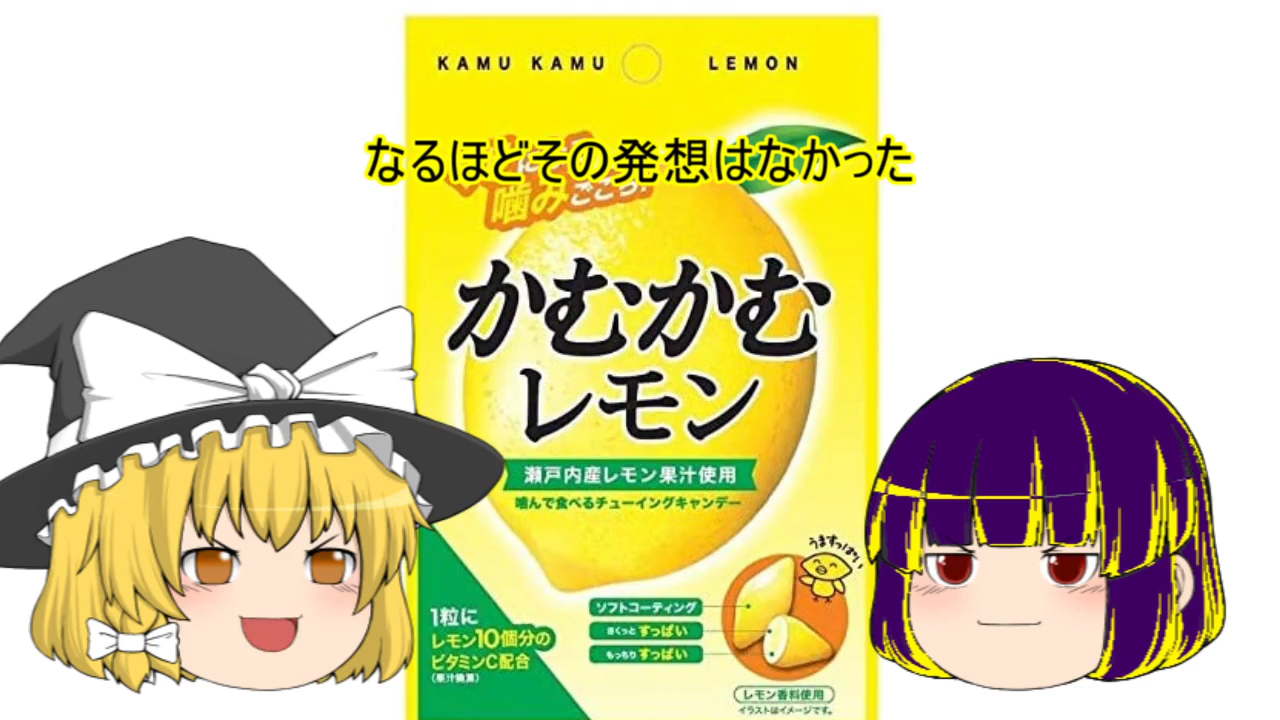 KAMU KAMU LEMON
なるほどその発想はなかった
噛みごこち!
かむかむ
レモン
瀬戸内産レモン果汁使用
噛んで食べるチューイングキャンデー
うますっぱい
1粒に
レモン10個分の
ビタミンC配合
(果汁換算)
ソフトコーティング
さくっとすっぱい
もっちりすっぱい
レモン香料使用
イラストはイメージです。